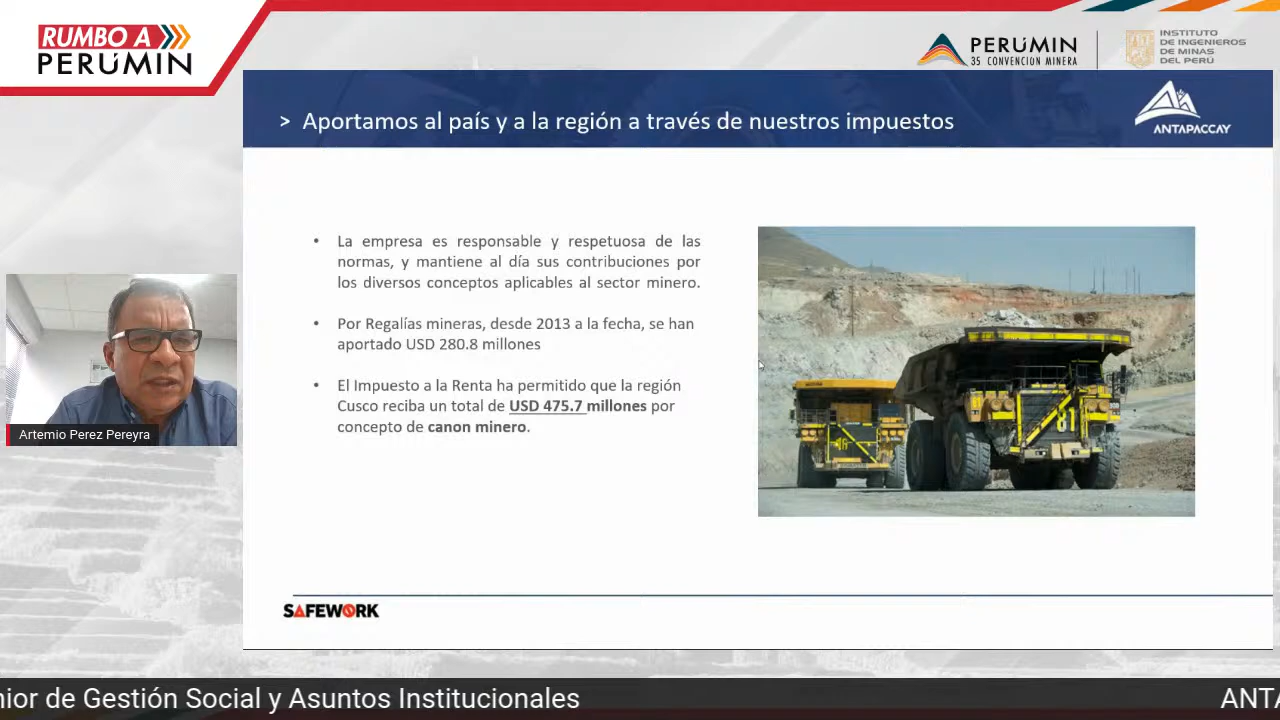 RUMBO A
PERÚMIN
PERÚMIN
35 CONVENCIÓN MINERA
INSTITUTO
DE INGENIEROS
DE MINAS
DEL PERÚ
> Aportamos al país y a la región a través de nuestros impuestos
ANTAPACCAY
• La empresa es responsable y respetuosa de las
normas, y mantiene al día sus contribuciones por
los diversos conceptos aplicables al sector minero.
• Por Regalías mineras, desde 2013 a la fecha, se han
aportado USD 280.8 millones
• El Impuesto a la Renta ha permitido que la región
Cusco reciba un total de USD 475.7 millones por
concepto de canon minero.
81
Artemio Perez Pereyra
SAFEWORK
nior de Gestión Social y Asuntos Institucionales
ANTA